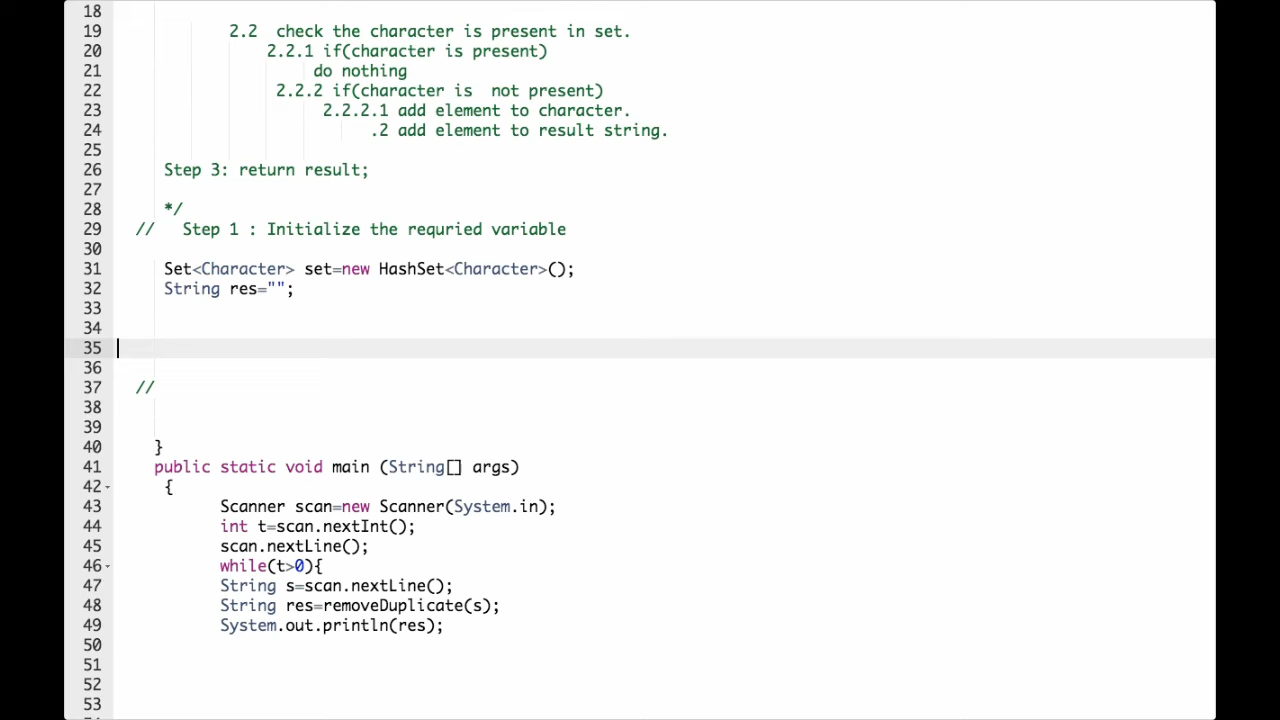 18
19 2.2 check the character is present in set.
20 2.2.1 if(character is present)
21 do nothing
22 2.2.2 if(character is not present)
23 2.2.2.1 add element to character.
24 .2 add element to result string.
25
26 Step 3: return result;
27
28 */
29 // Step 1 : Initialize the requried variable
30
31 Set<Character> set=new HashSet<Character>();
32 String res="";
33
34
35
36
37 //
38
39
40 }
41 public static void main (String[] args)
42 {
43 Scanner scan=new Scanner(System.in);
44 int t=scan.nextInt();
45 scan.nextLine();
46 while(t>0){
47 String s=scan.nextLine();
48 String res=removeDuplicate(s);
49 System.out.println(res);
50
51
52
53